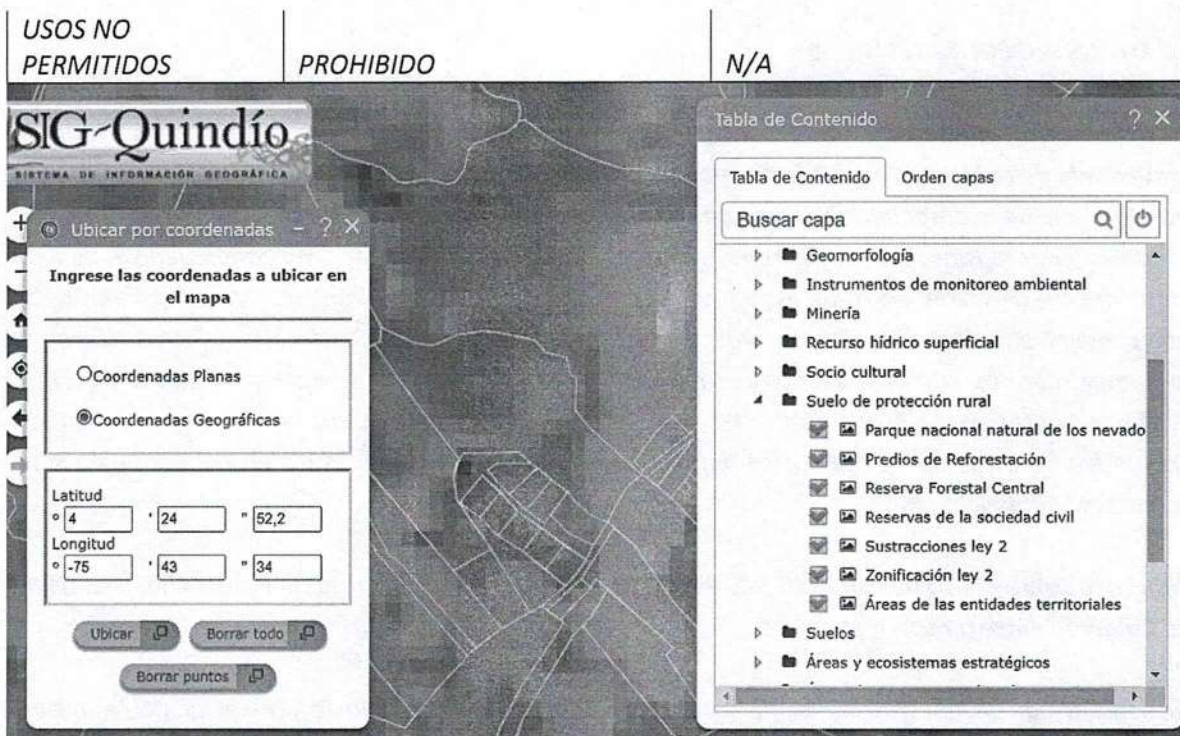 USOS NO
PERMITIDOS
PROHIBIDO
N/A
SIG-Quindío
SISTEMA DE INFORMACIÓN GEOGRÁFICA
Ubicar por coordenadas – ? ×
Ingrese las coordenadas a ubicar en
el mapa
Coordenadas Planas
Coordenadas Geográficas
Latitud
° 4 ' 24 " 52,2
Longitud
° -75 ' 43 " 34
Ubicar
Borrar todo
Borrar puntos
Tabla de Contenido ? ×
Tabla de Contenido
Orden capas
Buscar capa
Geomorfología
Instrumentos de monitoreo ambiental
Minería
Recurso hídrico superficial
Socio cultural
Suelo de protección rural
Parque nacional natural de los nevado
Predios de Reforestación
Reserva Forestal Central
Reservas de la sociedad civil
Sustracciones ley 2
Zonificación ley 2
Áreas de las entidades territoriales
Suelos
Áreas y ecosistemas estratégicos